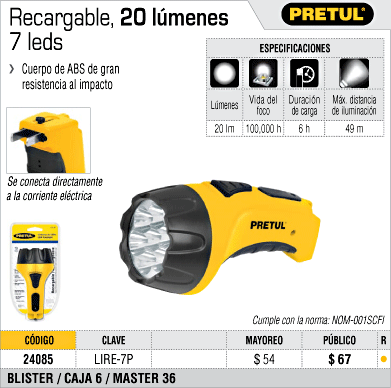 Recargable, 20 lúmenes
7 leds
PRETUL®
Cuerpo de ABS de gran
resistencia al impacto
ESPECIFICACIONES
Lúmenes
Vida del
foco
Duración
de carga
Máx. distancia
de iluminación
20 lm
100,000 h
6 h
49 m
Se conecta directamente
a la corriente eléctrica
PRETUL
Cumple con la norma: NOM-001SCFI
CÓDIGO CLAVE MAYOREO PÚBLICO R
24085 LIRE-7P $ 54 $ 67
BLISTER / CAJA 6 / MASTER 36